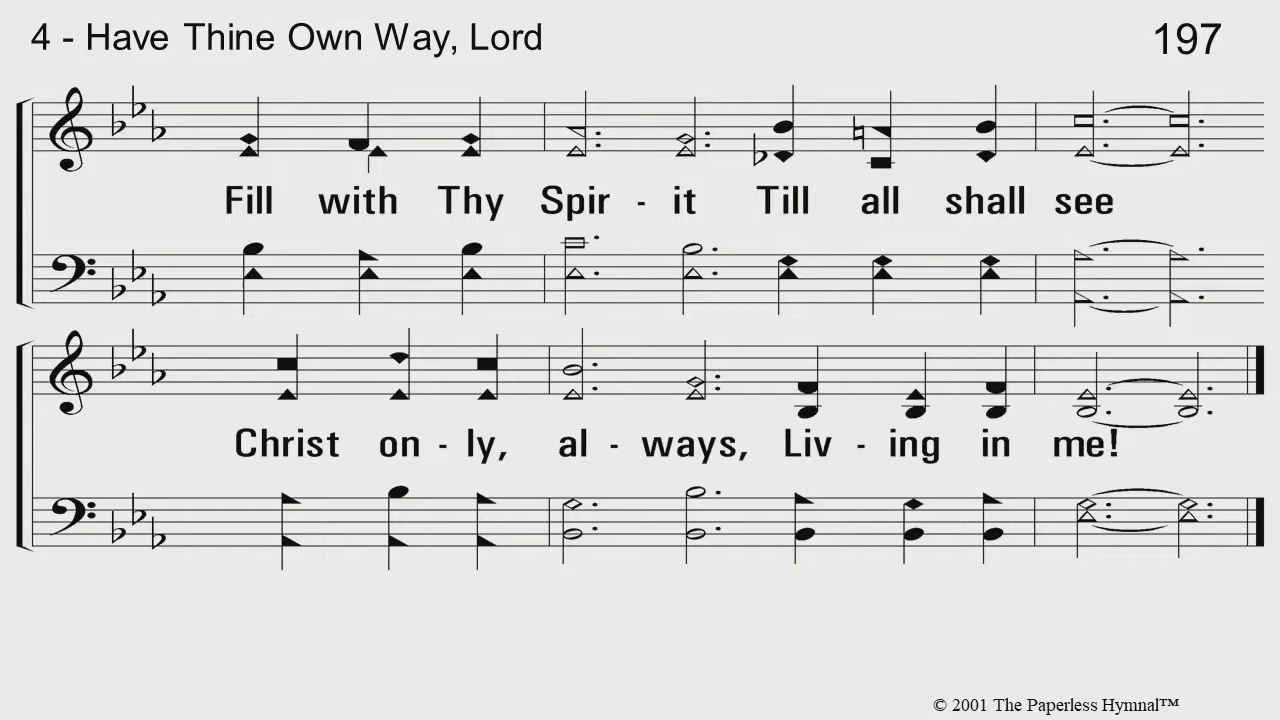 4 - Have Thine Own Way, Lord
197
Fill with Thy Spir - it Till all shall see
Christ on - ly, al - ways, Liv - ing in me!
© 2001 The Paperless Hymnal™